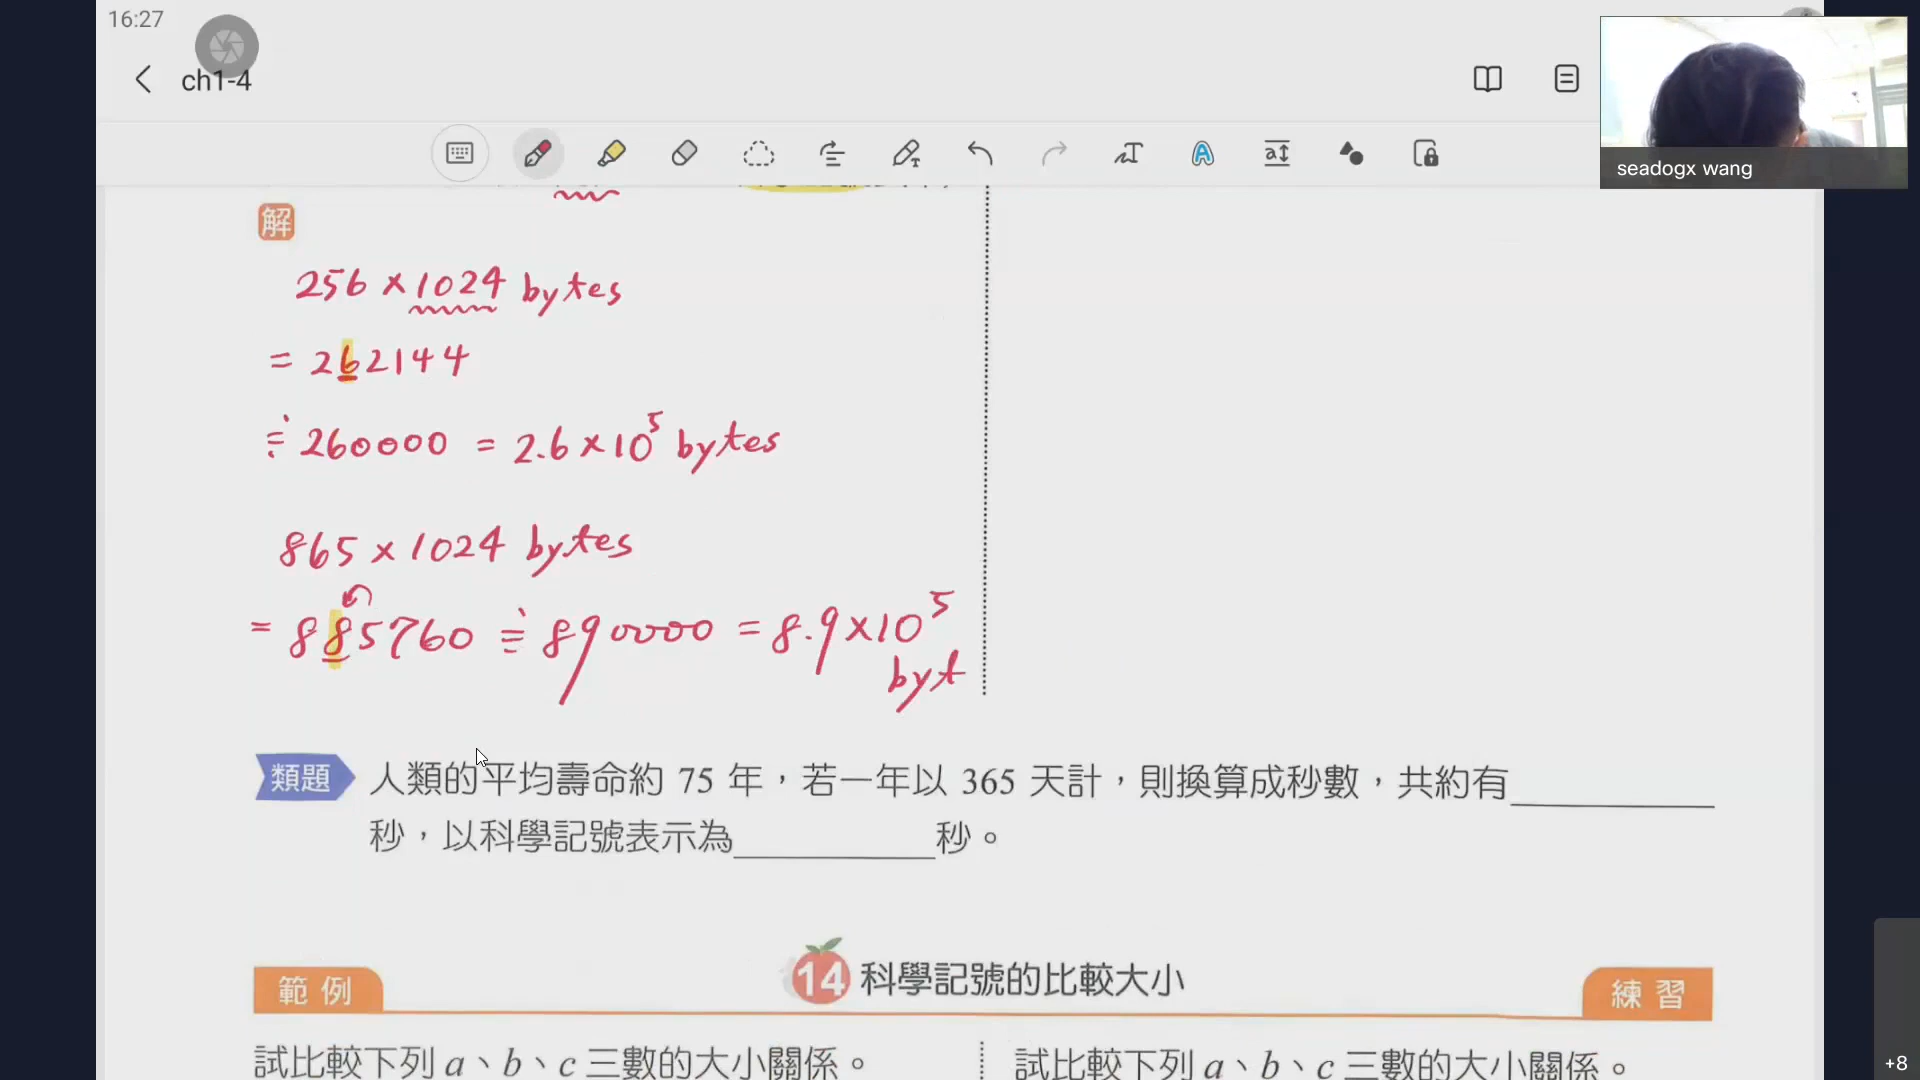 16:27
ch1-4
seadogx wang
解
256 × 1024 bytes
= 262144
≒ 260000 = 2.6 × 10⁵ bytes
865 × 1024 bytes
= 885760 ≒ 890000 = 8.9 × 10⁵
byt
類題 人類的平均壽命約 75 年，若一年以 365 天計，則換算成秒數，共約有
秒，以科學記號表示為 秒。
14 科學記號的比較大小
範例 練習
試比較下列 a、b、c 三數的大小關係。
試比較下列 a、b、c 三數的大小關係。
+8